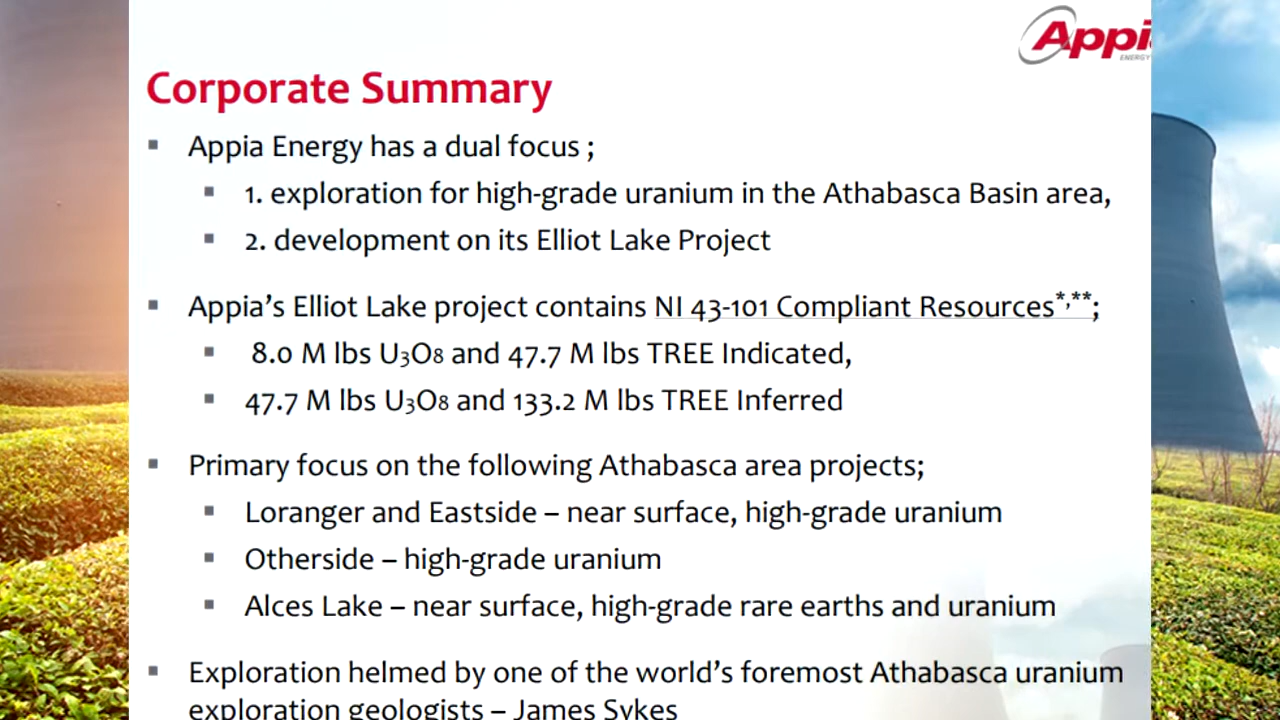 Appi
ENERGY
Corporate Summary
▪ Appia Energy has a dual focus ;
▪ 1. exploration for high-grade uranium in the Athabasca Basin area,
▪ 2. development on its Elliot Lake Project
▪ Appia’s Elliot Lake project contains NI 43-101 Compliant Resources*,**;
▪ 8.0 M lbs U3O8 and 47.7 M lbs TREE Indicated,
▪ 47.7 M lbs U3O8 and 133.2 M lbs TREE Inferred
▪ Primary focus on the following Athabasca area projects;
▪ Loranger and Eastside – near surface, high-grade uranium
▪ Otherside – high-grade uranium
▪ Alces Lake – near surface, high-grade rare earths and uranium
▪ Exploration helmed by one of the world’s foremost Athabasca uranium
exploration geologists – James Sykes